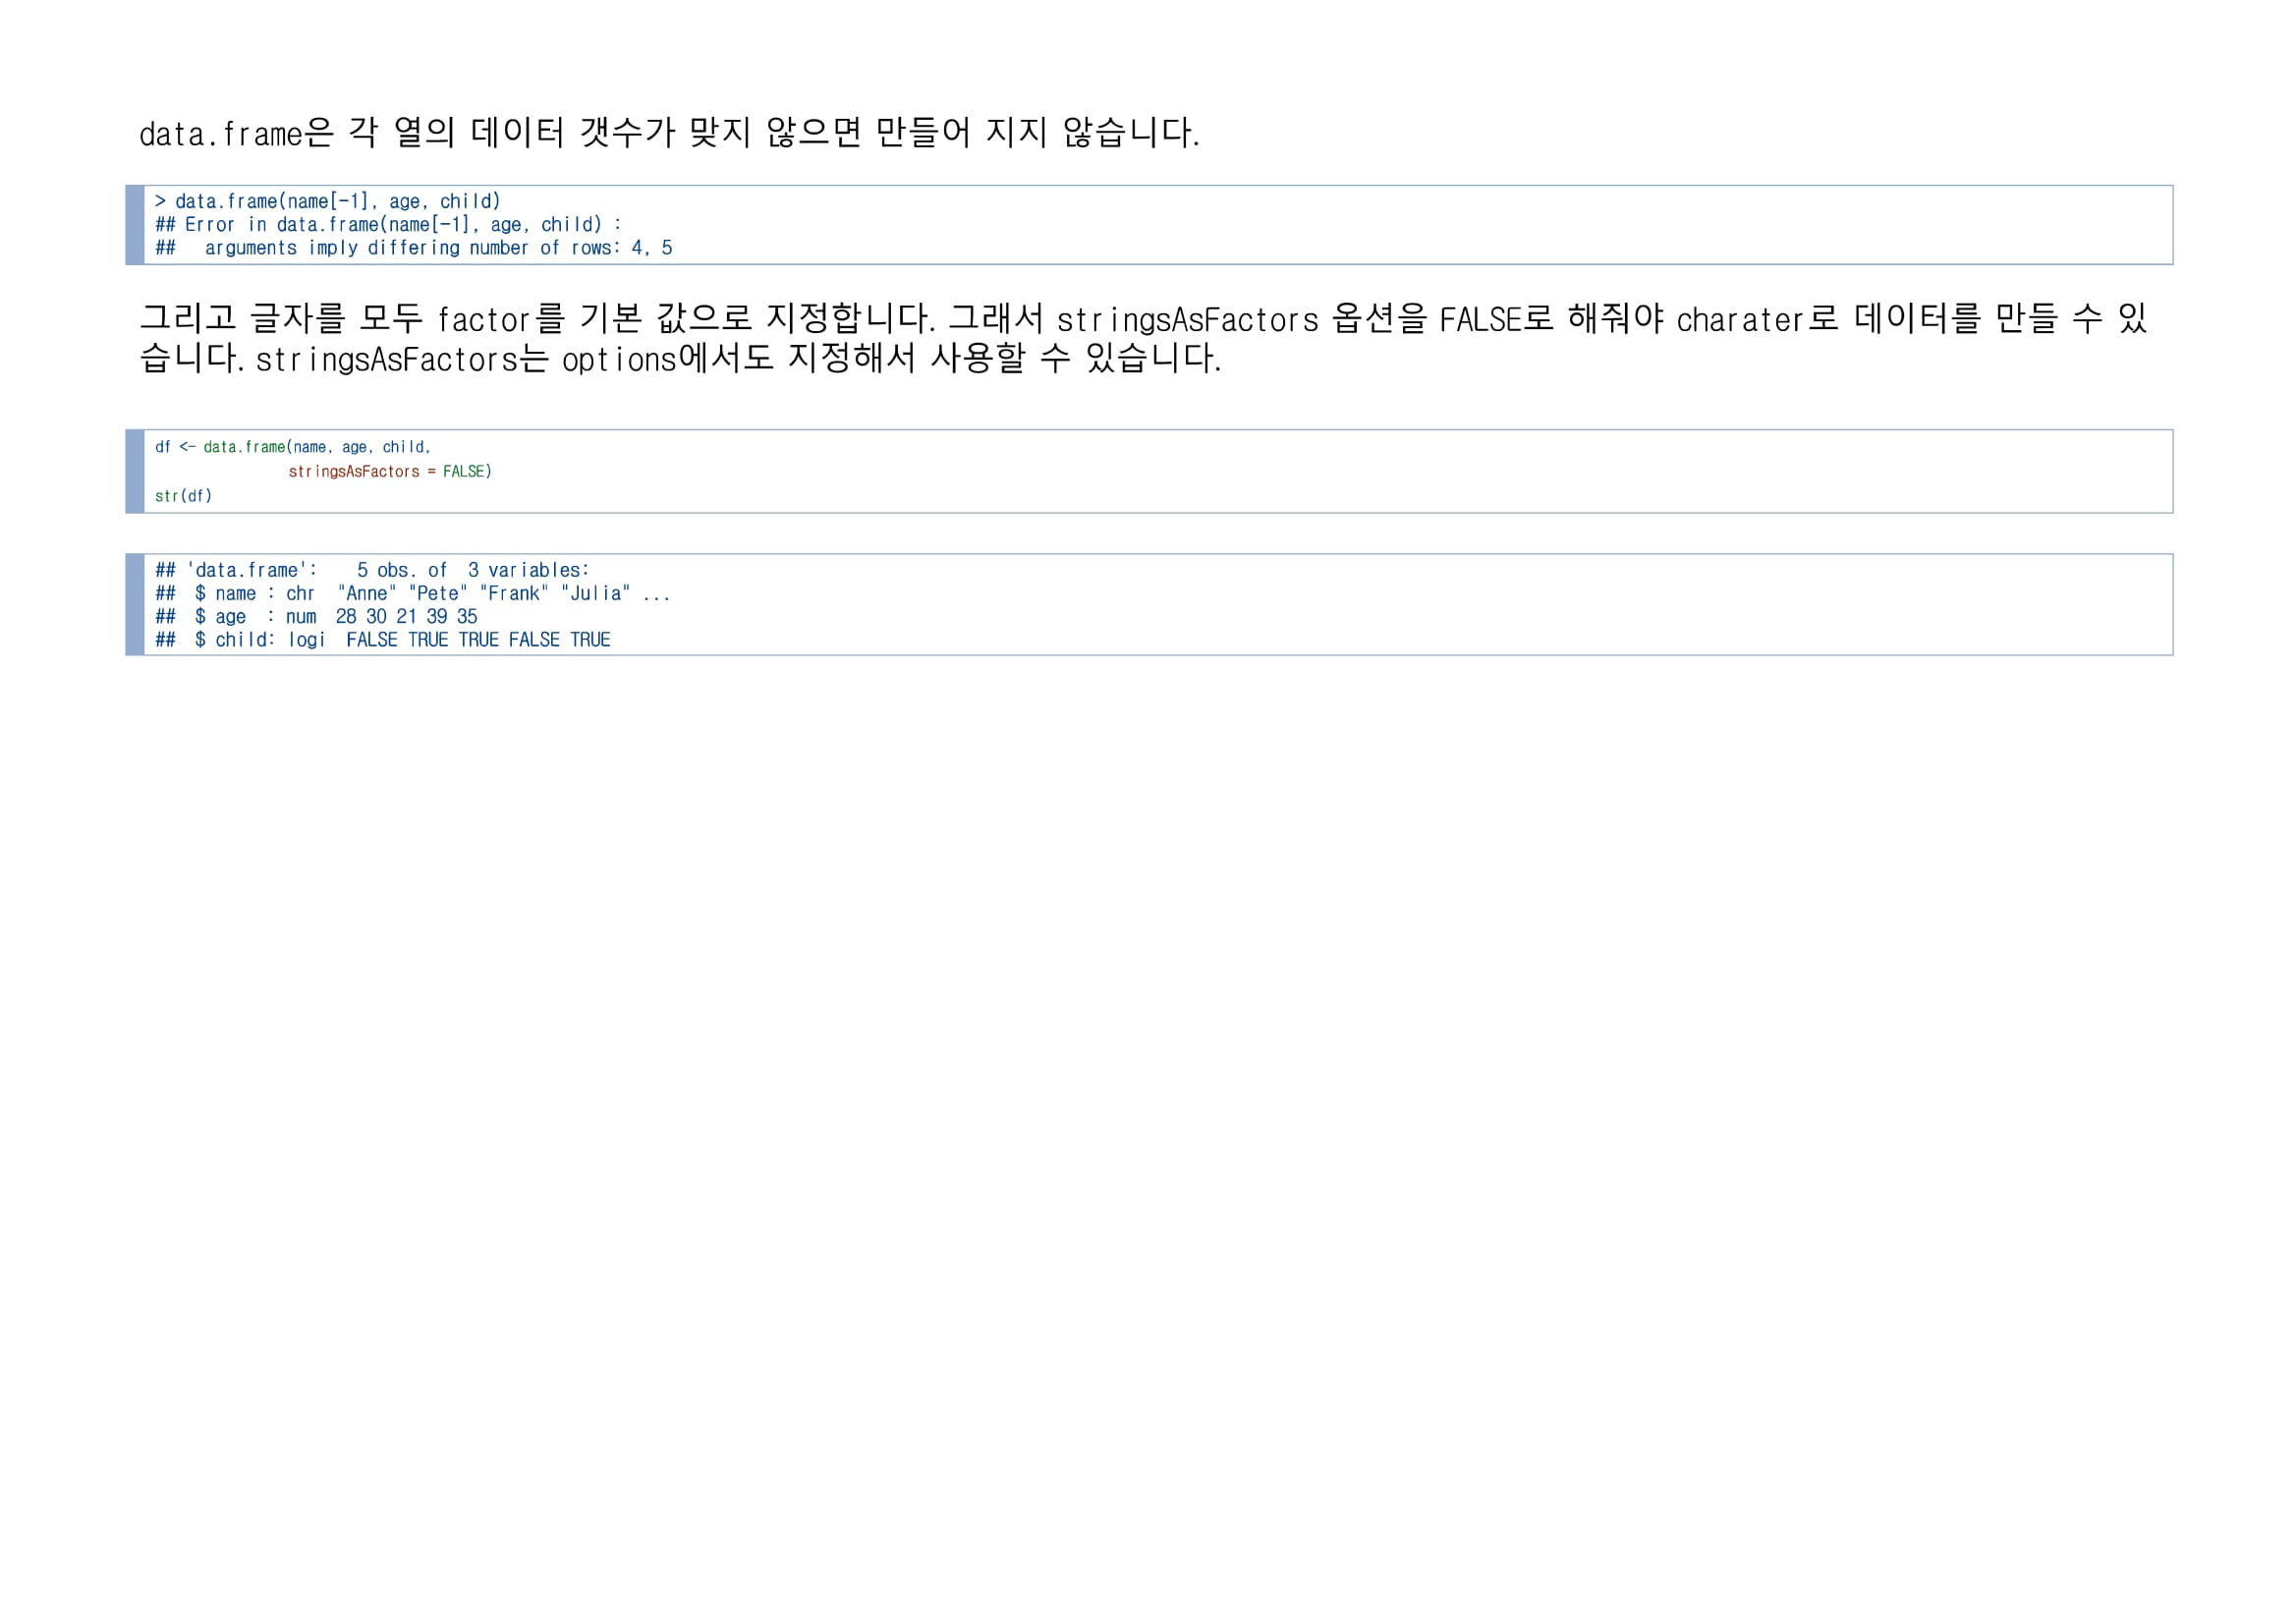 data.frame은 각 열의 데이터 갯수가 맞지 않으면 만들어 지지 않습니다.
> data.frame(name[-1], age, child)
## Error in data.frame(name[-1], age, child) :
##   arguments imply differing number of rows: 4, 5
그리고 글자를 모두 factor를 기본 값으로 지정합니다. 그래서 stringsAsFactors 옵션을 FALSE로 해줘야 charater로 데이터를 만들 수 있
습니다. stringsAsFactors는 options에서도 지정해서 사용할 수 있습니다.
df <- data.frame(name, age, child,
                 stringsAsFactors = FALSE)
str(df)
## 'data.frame':    5 obs. of  3 variables:
##  $ name : chr  "Anne" "Pete" "Frank" "Julia" ...
##  $ age  : num  28 30 21 39 35
##  $ child: logi  FALSE TRUE TRUE FALSE TRUE